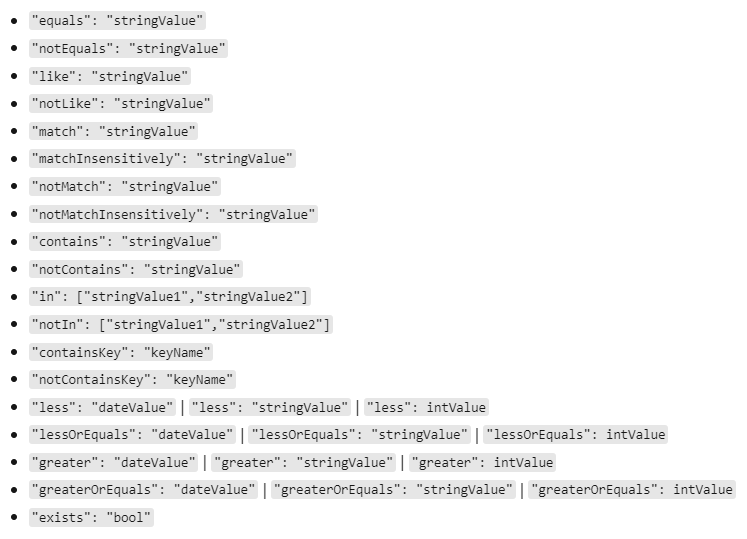 "equals": "stringValue"
"notEquals": "stringValue"
"like": "stringValue"
"notLike": "stringValue"
"match": "stringValue"
"matchInsensitively": "stringValue"
"notMatch": "stringValue"
"notMatchInsensitively": "stringValue"
"contains": "stringValue"
"notContains": "stringValue"
"in": ["stringValue1","stringValue2"]
"notIn": ["stringValue1","stringValue2"]
"containsKey": "keyName"
"notContainsKey": "keyName"
"less": "dateValue" | "less": "stringValue" | "less": intValue
"lessOrEquals": "dateValue" | "lessOrEquals": "stringValue" | "lessOrEquals": intValue
"greater": "dateValue" | "greater": "stringValue" | "greater": intValue
"greaterOrEquals": "dateValue" | "greaterOrEquals": "stringValue" | "greaterOrEquals": intValue
"exists": "bool"